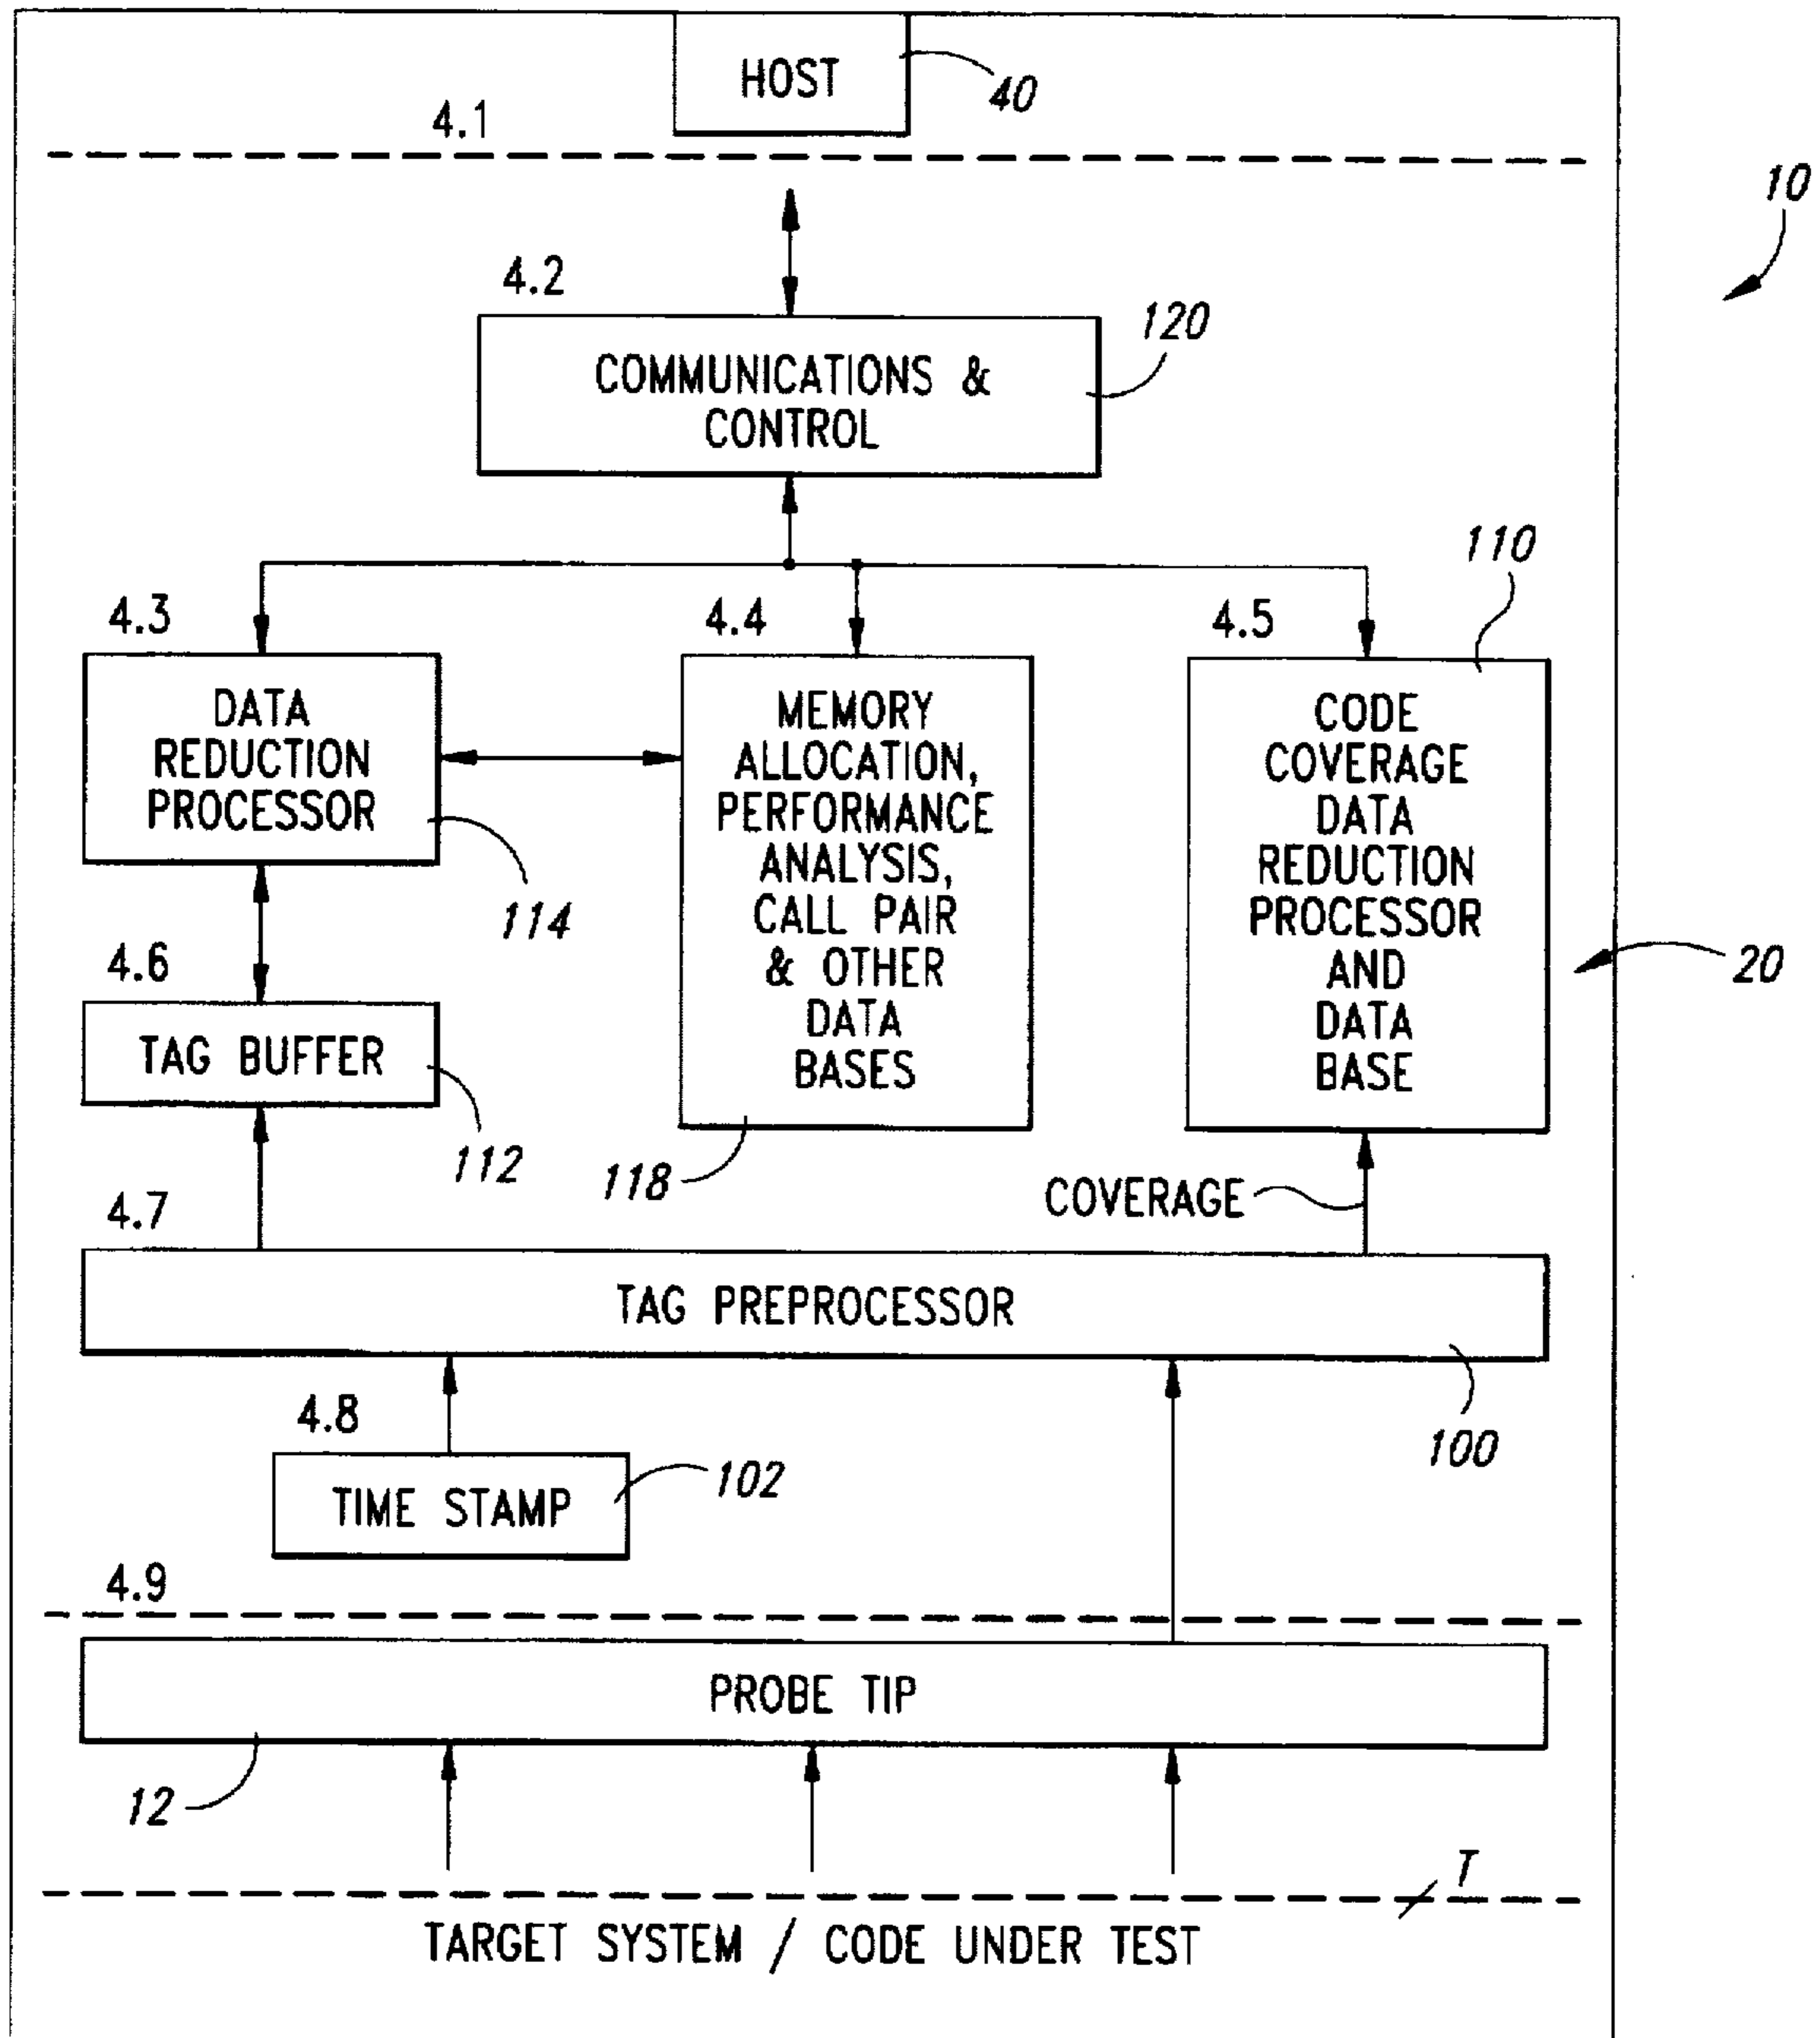 HOST
40
4.1
10
4.2
120
COMMUNICATIONS &
CONTROL
110
4.3
4.4
4.5
DATA
REDUCTION
PROCESSOR
114
MEMORY
ALLOCATION,
PERFORMANCE
ANALYSIS,
CALL PAIR
& OTHER
DATA
BASES
118
CODE
COVERAGE
DATA
REDUCTION
PROCESSOR
AND
DATA
BASE
20
4.6
TAG BUFFER
112
COVERAGE
4.7
TAG PREPROCESSOR
100
4.8
TIME STAMP
102
4.9
PROBE TIP
12
T
TARGET SYSTEM / CODE UNDER TEST